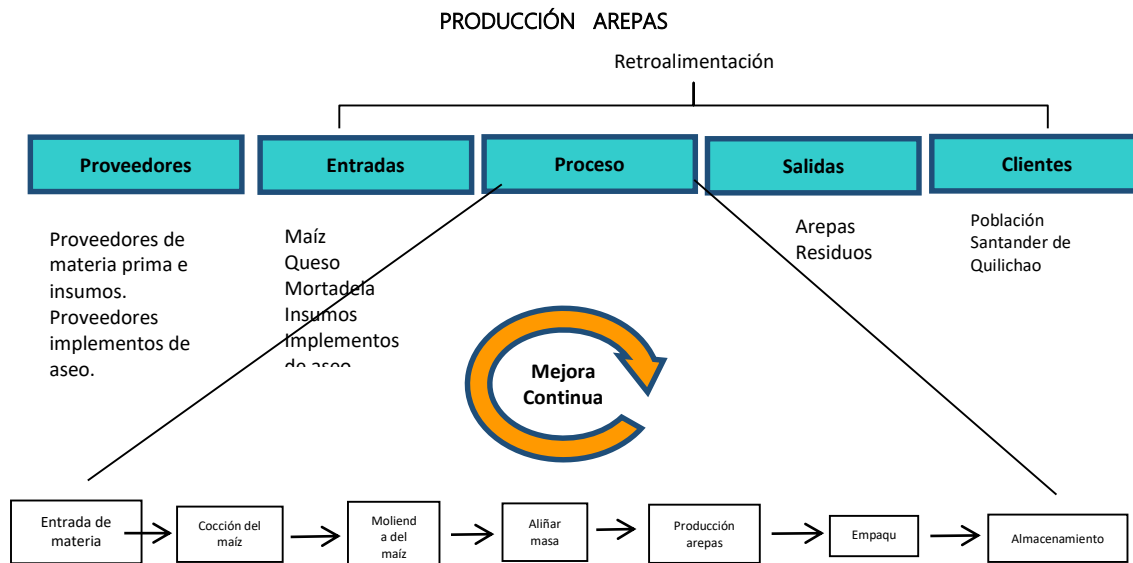 PRODUCCIÓN AREPAS
Retroalimentación
Proveedores
Entradas
Proceso
Salidas
Clientes
Proveedores de
materia prima e
insumos.
Proveedores
implementos de
aseo.
Maíz
Queso
Mortadela
Insumos
Implementos
de aseo
Arepas
Residuos
Población
Santander de
Quilichao
Mejora
Continua
Entrada de
materia
Cocción del
maíz
Moliend
a del
maíz
Aliñar
masa
Producción
arepas
Empaqu
Almacenamiento